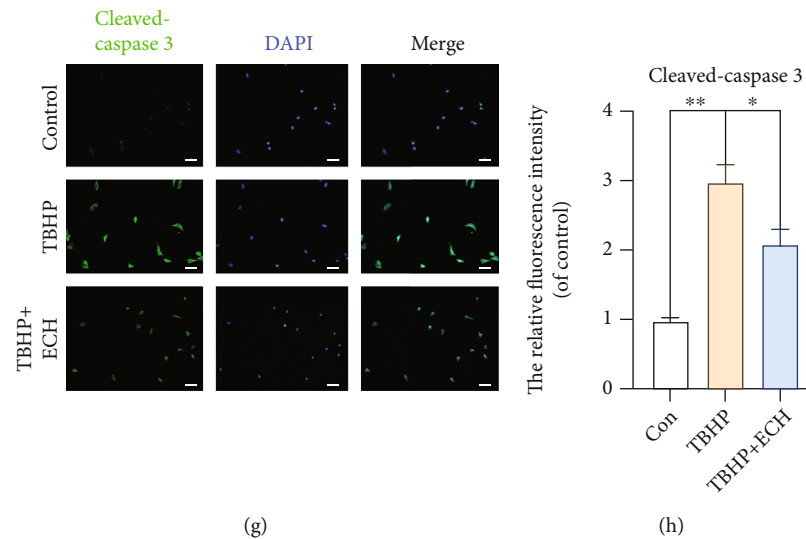 Cleaved-
caspase 3
DAPI
Merge
Control
TBHP
TBHP+
ECH
(g)
Cleaved-caspase 3
**
*
The relative fluorescence intensity
(of control)
4
3
2
1
0
Con
TBHP
TBHP+ECH
(h)